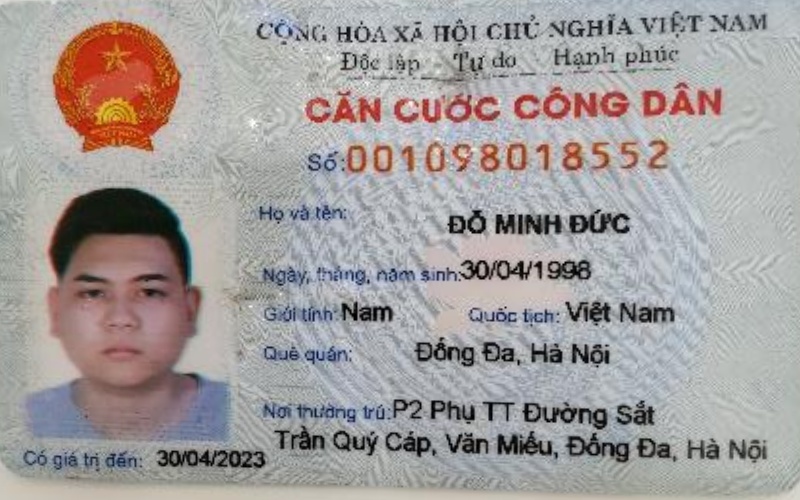 CỘNG HÒA XÃ HỘI CHỦ NGHĨA VIỆT NAM
Độc lập - Tự do - Hạnh phúc
CĂN CƯỚC CÔNG DÂN
Số: 001098018552
Họ và tên: ĐỖ MINH ĐỨC
Ngày, tháng, năm sinh: 30/04/1998
Giới tính: Nam Quốc tịch: Việt Nam
Quê quán: Đống Đa, Hà Nội
Nơi thường trú: P2 Phụ TT Đường Sắt
Trần Quý Cáp, Văn Miếu, Đống Đa, Hà Nội
Có giá trị đến: 30/04/2023